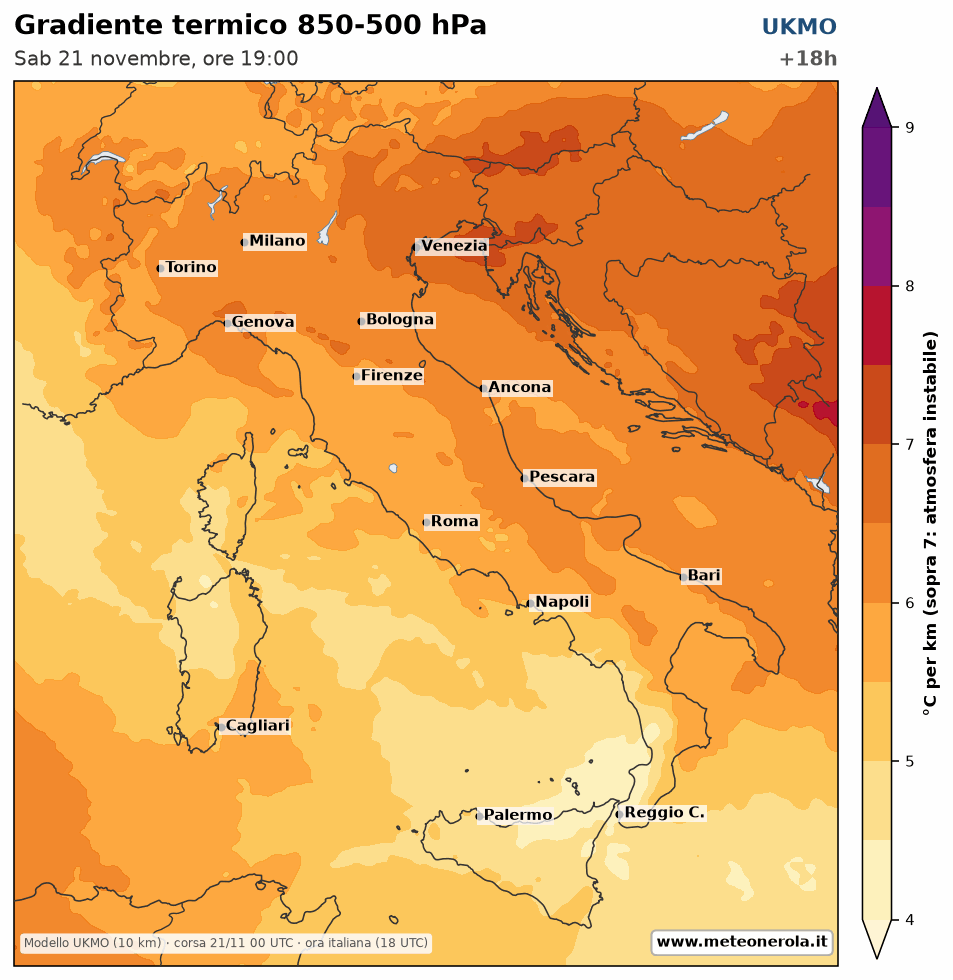 Gradiente termico 850-500 hPa
UKMO
Sab 21 novembre, ore 19:00
+18h
9
8
7
6
5
4
°C per km (sopra 7: atmosfera instabile)
Milano
Venezia
Torino
Genova
Bologna
Firenze
Ancona
Pescara
Roma
Bari
Napoli
Cagliari
Palermo
Reggio C.
Modello UKMO (10 km) · corsa 21/11 00 UTC · ora italiana (18 UTC)
www.meteonerola.it